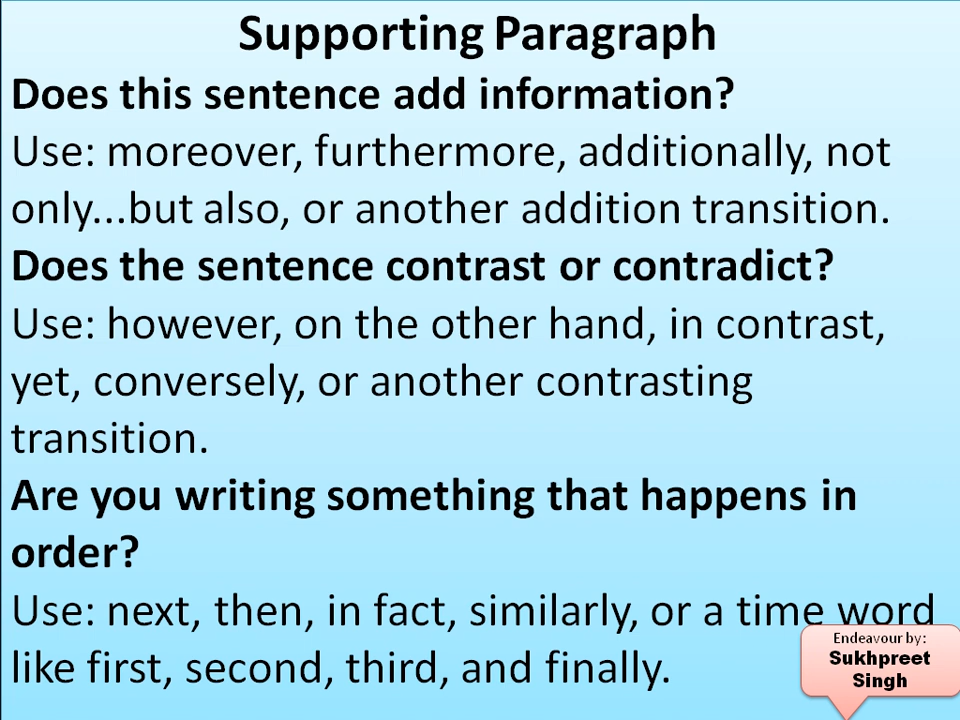 Supporting Paragraph
Does this sentence add information?
Use: moreover, furthermore, additionally, not
only...but also, or another addition transition.
Does the sentence contrast or contradict?
Use: however, on the other hand, in contrast,
yet, conversely, or another contrasting
transition.
Are you writing something that happens in
order?
Use: next, then, in fact, similarly, or a time word
like first, second, third, and finally.
Endeavour by:
Sukhpreet
Singh